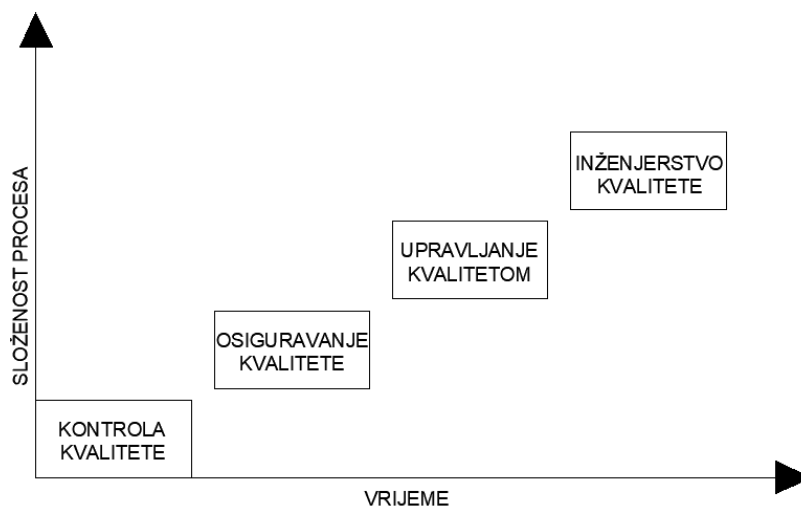 SLOŽENOST PROCESA
INŽENJERSTVO
KVALITETE
UPRAVLJANJE
KVALITETOM
OSIGURAVANJE
KVALITETE
KONTROLA
KVALITETE
VRIJEME